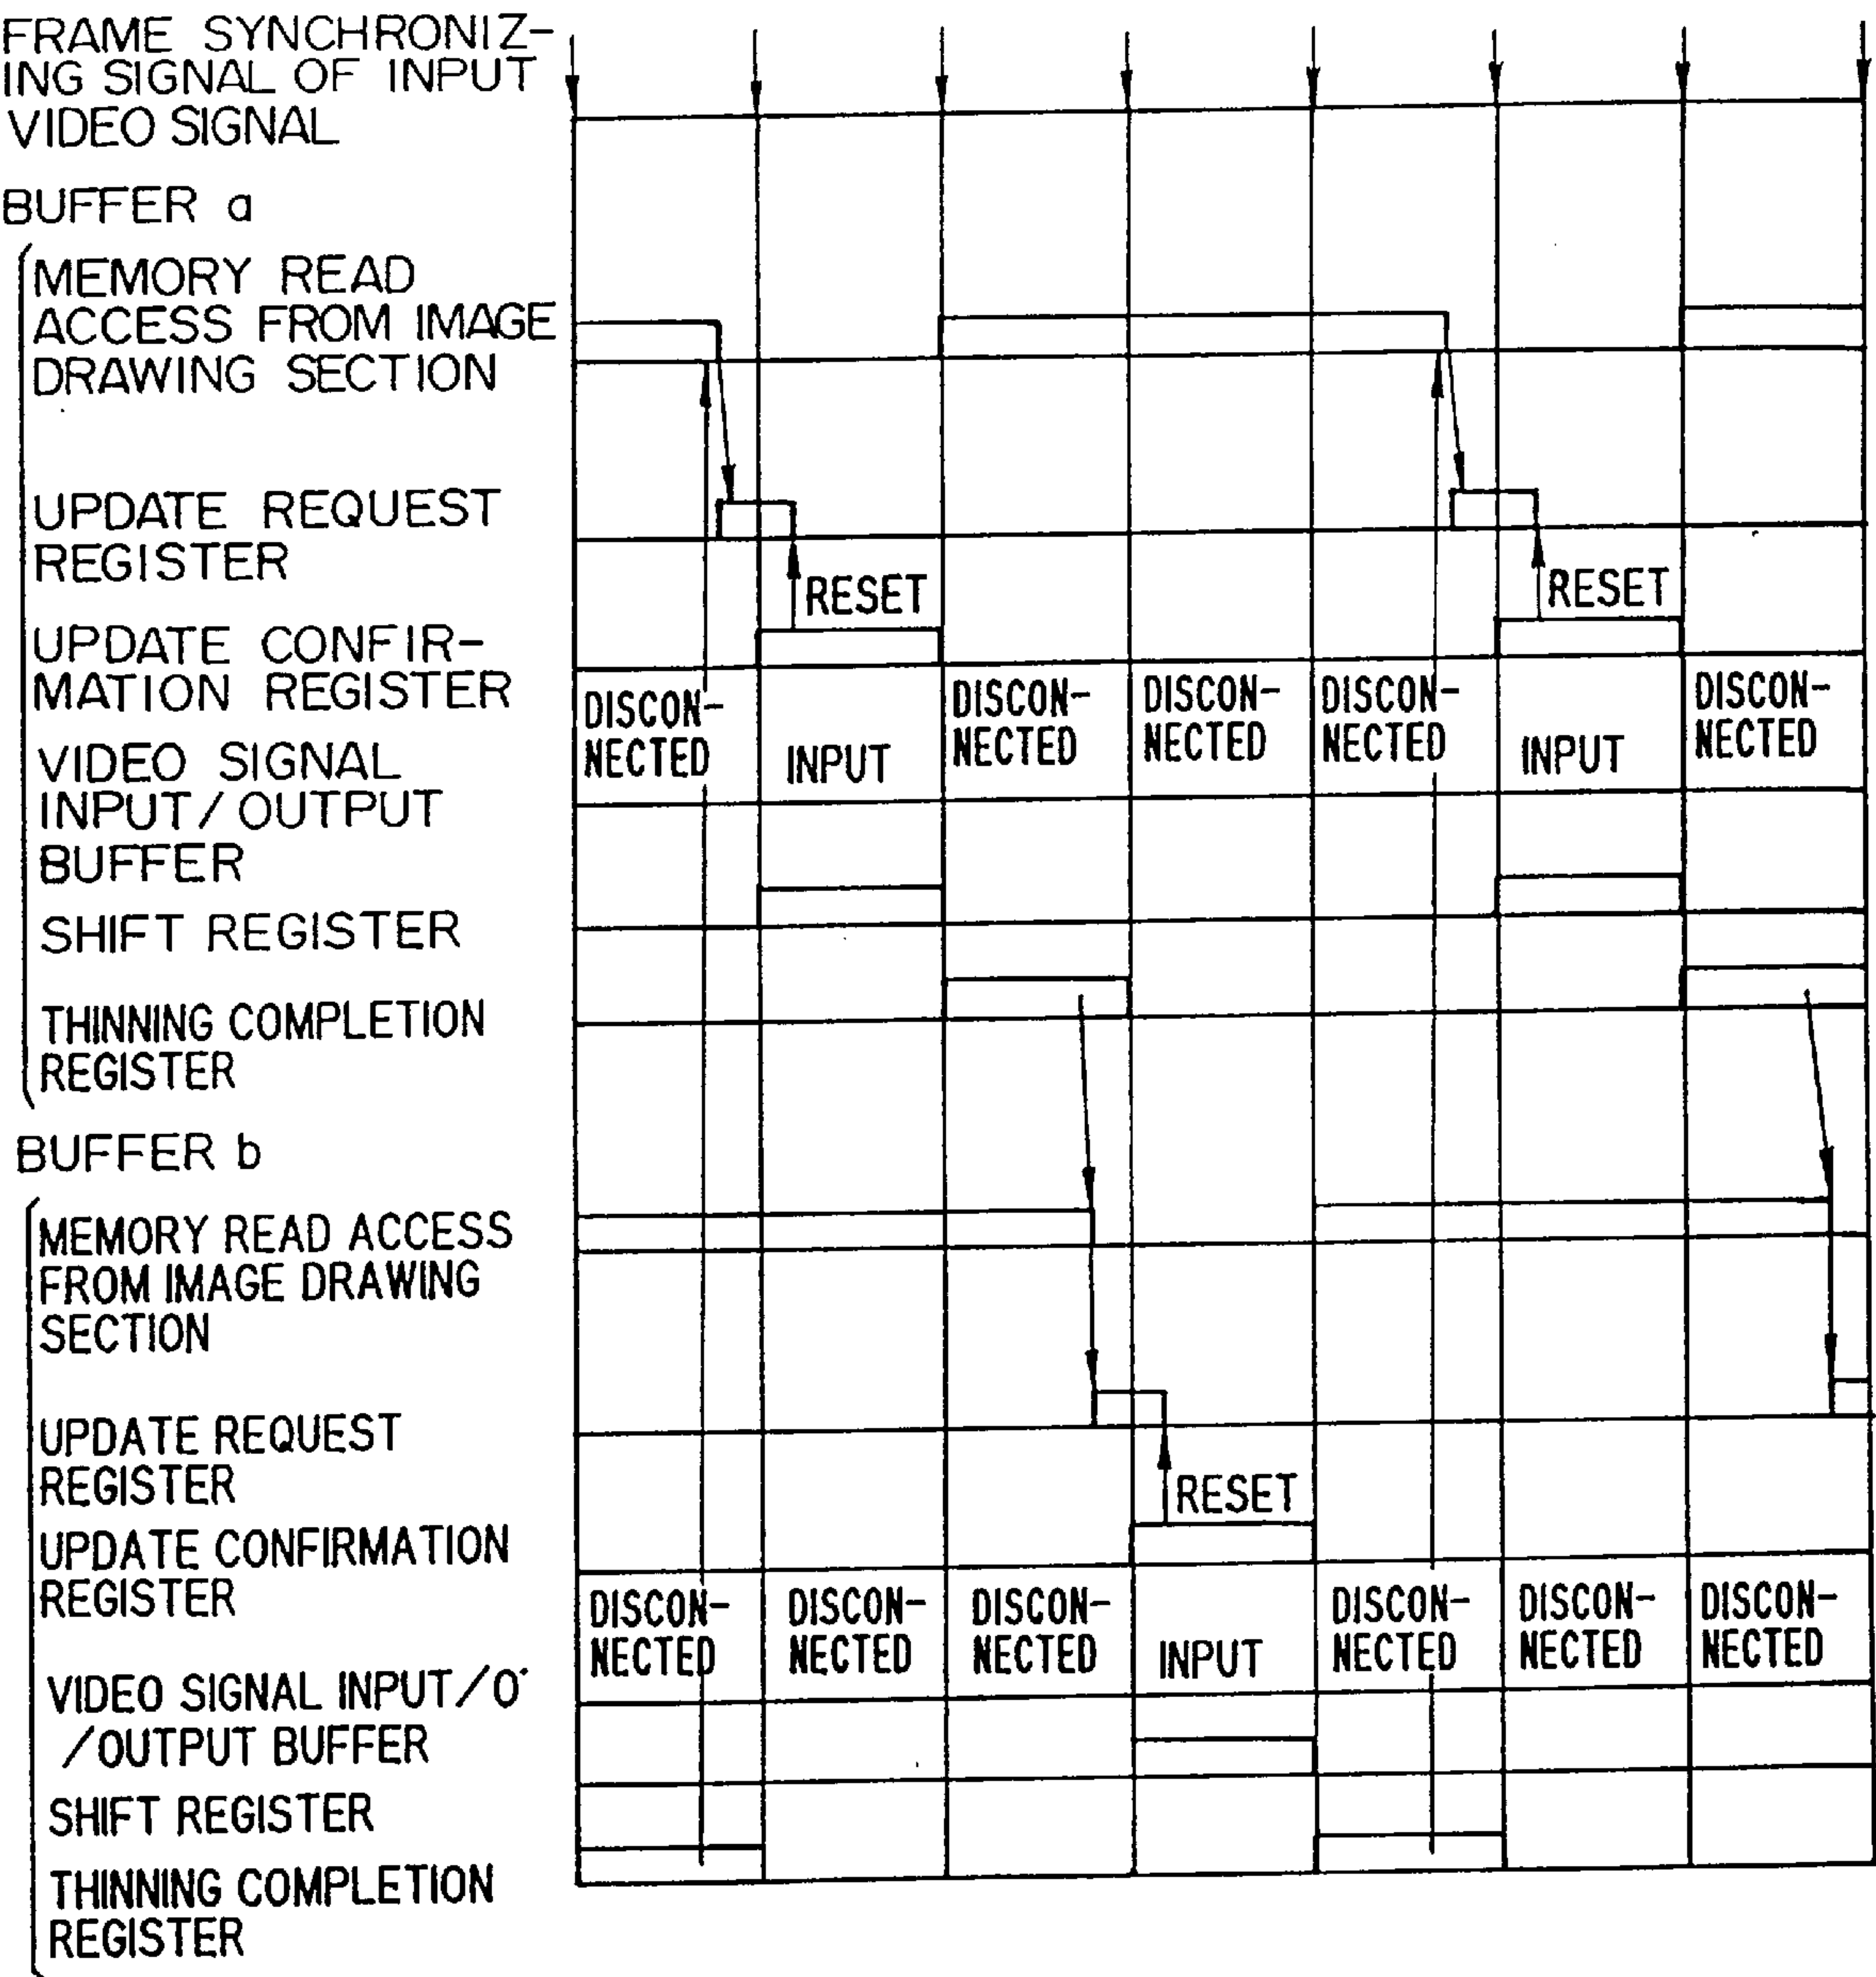 FRAME SYNCHRONIZ-
ING SIGNAL OF INPUT
VIDEO SIGNAL
BUFFER a
MEMORY READ
ACCESS FROM IMAGE
DRAWING SECTION
UPDATE REQUEST
REGISTER
RESET
RESET
UPDATE CONFIR-
MATION REGISTER
VIDEO SIGNAL
INPUT/OUTPUT
BUFFER
DISCON-
NECTED
INPUT
DISCON-
NECTED
DISCON-
NECTED
DISCON-
NECTED
INPUT
DISCON-
NECTED
SHIFT REGISTER
THINNING COMPLETION
REGISTER
BUFFER b
MEMORY READ ACCESS
FROM IMAGE DRAWING
SECTION
UPDATE REQUEST
REGISTER
RESET
UPDATE CONFIRMATION
REGISTER
DISCON-
NECTED
DISCON-
NECTED
DISCON-
NECTED
INPUT
DISCON-
NECTED
DISCON-
NECTED
DISCON-
NECTED
VIDEO SIGNAL INPUT/O
/OUTPUT BUFFER
SHIFT REGISTER
THINNING COMPLETION
REGISTER